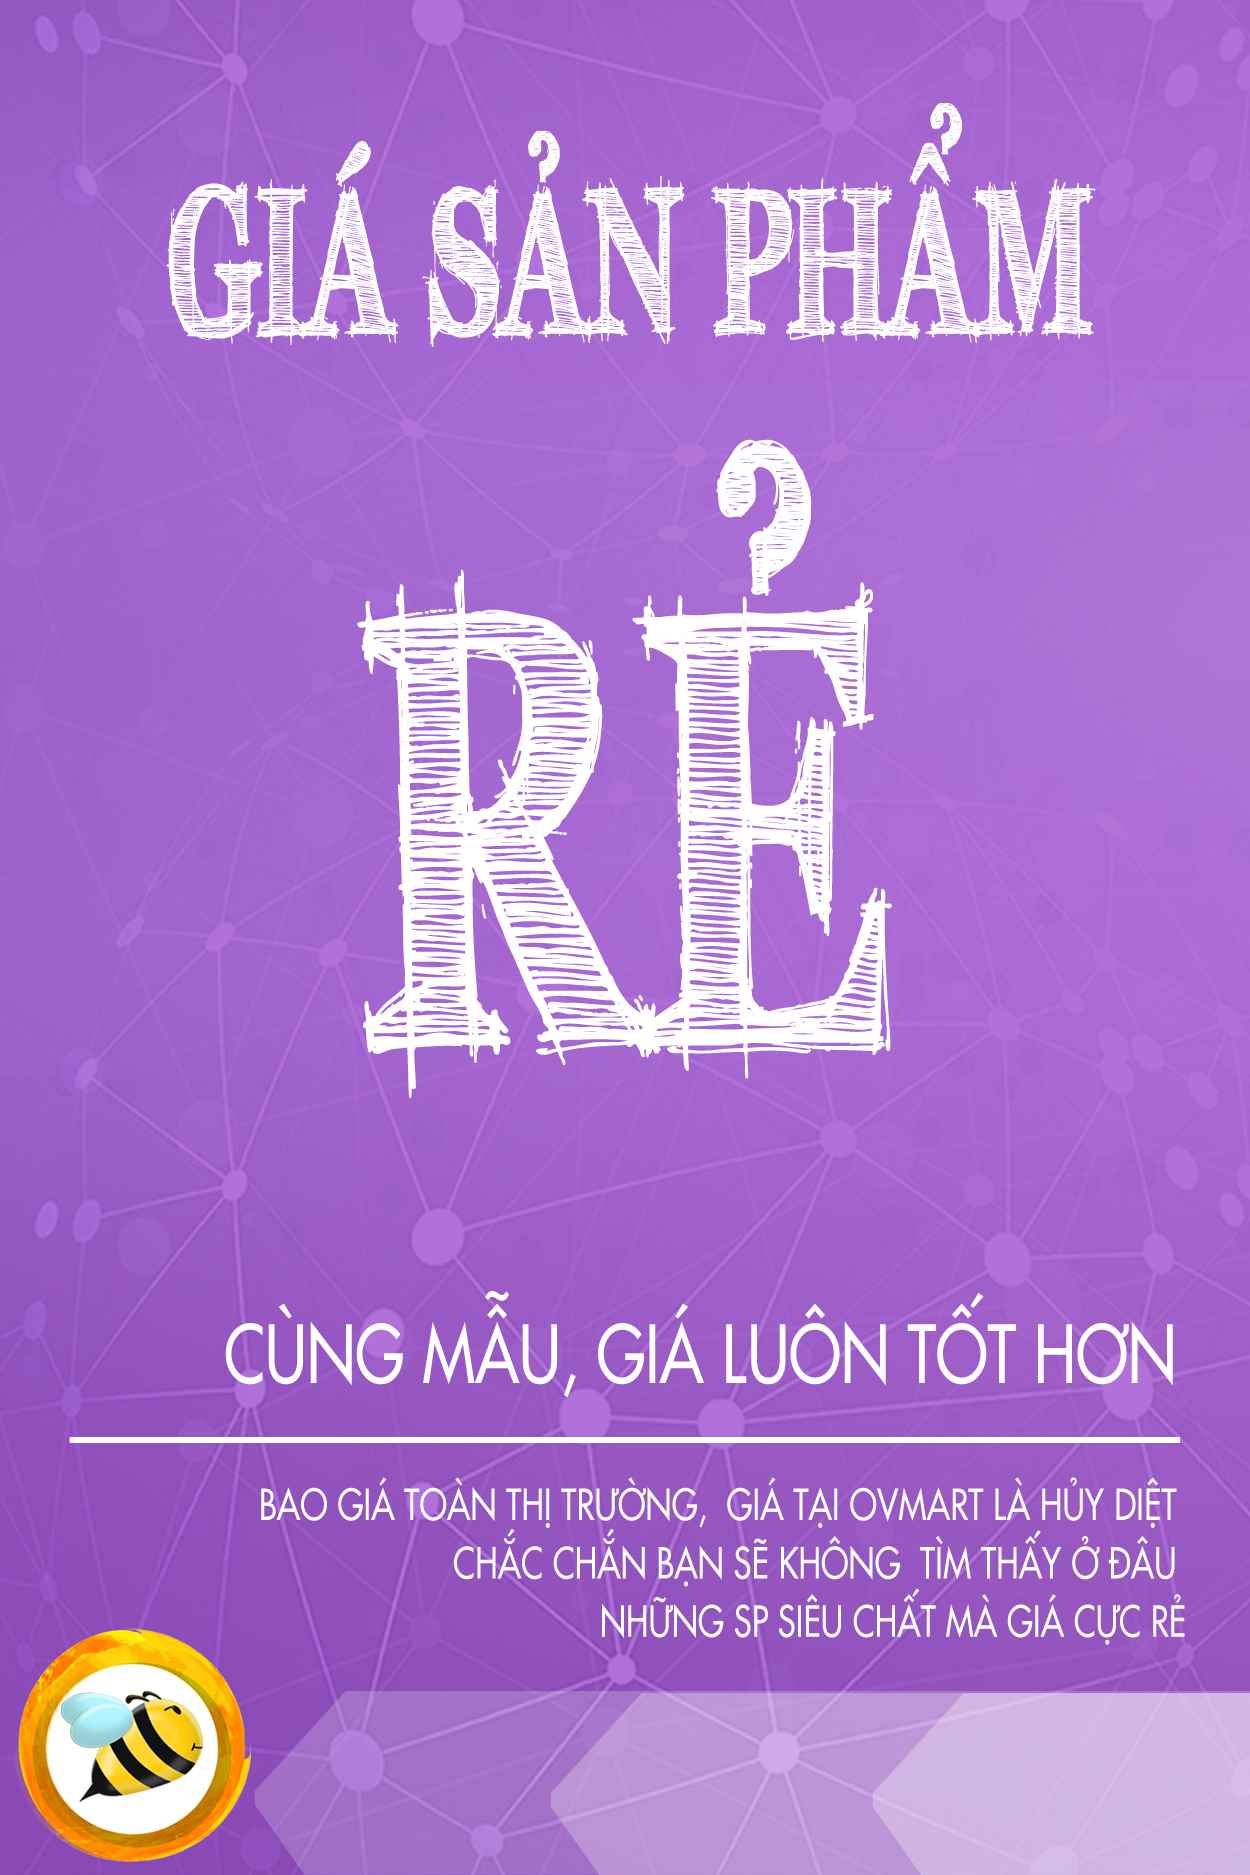 GIÁ SẢN PHẨM
RẺ
CÙNG MẪU, GIÁ LUÔN TỐT HƠN
BAO GIÁ TOÀN THỊ TRƯỜNG, GIÁ TẠI OVMART LÀ HỦY DIỆT
CHẮC CHẮN BẠN SẼ KHÔNG TÌM THẤY Ở ĐÂU
NHỮNG SP SIÊU CHẤT MÀ GIÁ CỰC RẺ